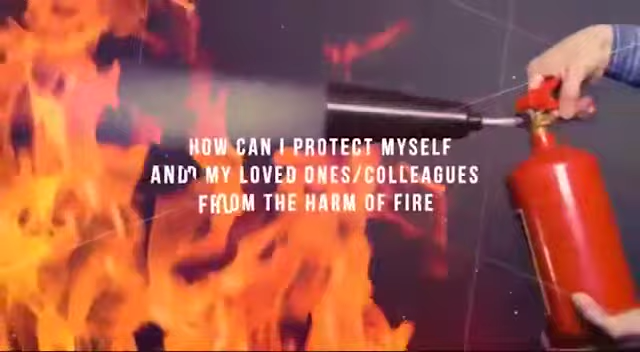 HOW CAN I PROTECT MYSELF
AND MY LOVED ONES/COLLEAGUES
FROM THE HARM OF FIRE